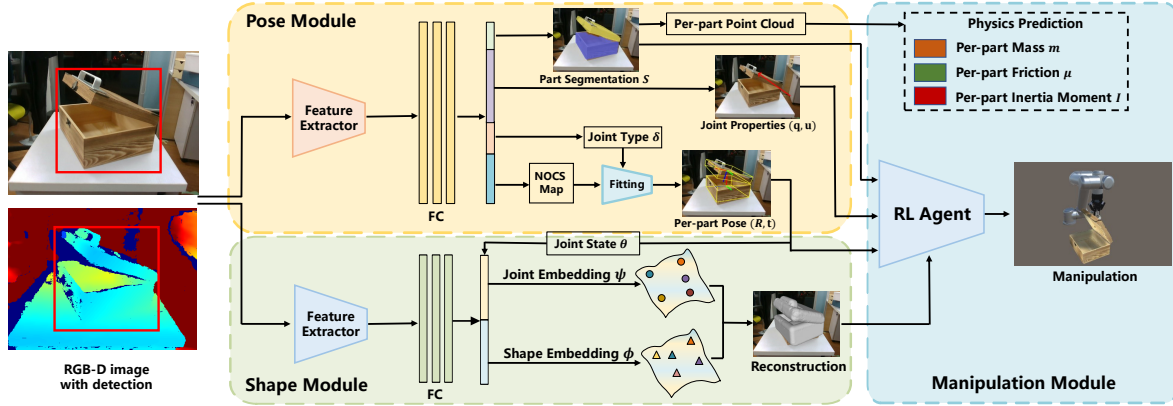 Pose Module
Feature
Extractor
FC
Part Segmentation S
Per-part Point Cloud
Joint Properties (q, u)
Joint Type δ
NOCS
Map
Fitting
Per-part Pose (R, t)
Physics Prediction
Per-part Mass m
Per-part Friction μ
Per-part Inertia Moment I
RL Agent
Manipulation
Manipulation Module
RGB-D image
with detection
Joint State θ
Joint Embedding ψ
Feature
Extractor
Shape Embedding ϕ
Reconstruction
FC
Shape Module